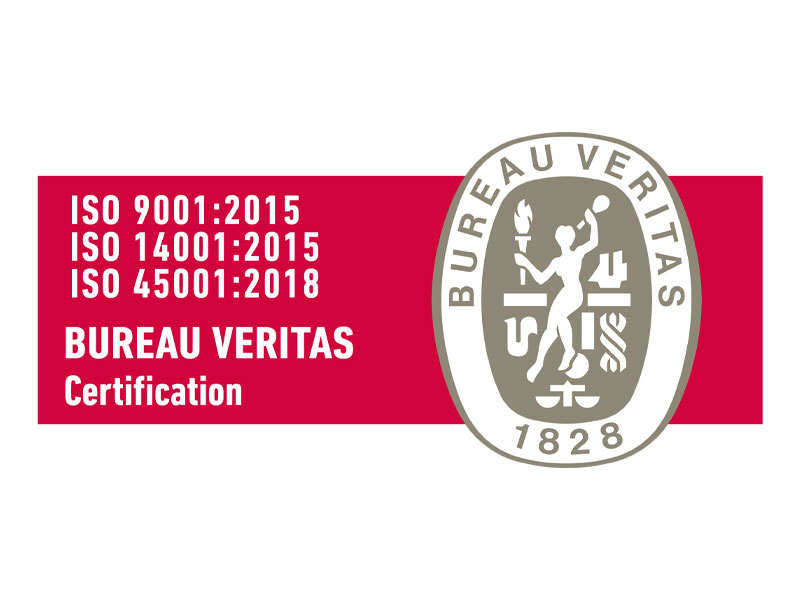 ISO 9001:2015
ISO 14001:2015
ISO 45001:2018
BUREAU VERITAS
Certification
BUREAU VERITAS
1828